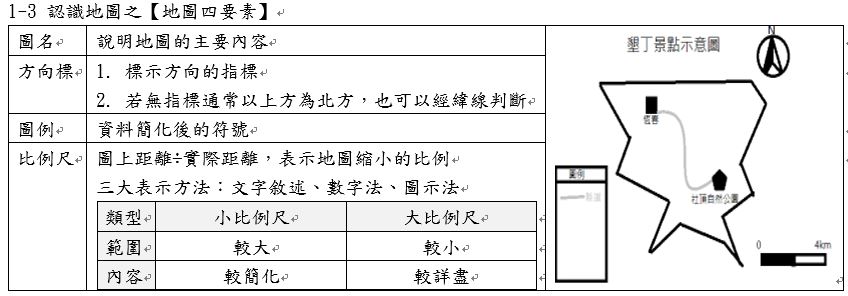 1-3 認識地圖之【地圖四要素】
圖名 說明地圖的主要內容
方向標 1. 標示方向的指標
2. 若無指標通常以上方為北方，也可以經緯線判斷
圖例 資料簡化後的符號
比例尺 圖上距離÷實際距離，表示地圖縮小的比例
三大表示方法：文字敘述、數字法、圖示法
類型 小比例尺 大比例尺
範圍 較大 較小
內容 較簡化 較詳盡
墾丁景點示意圖
N
恆春
社頂自然公園
圖例
0 4km